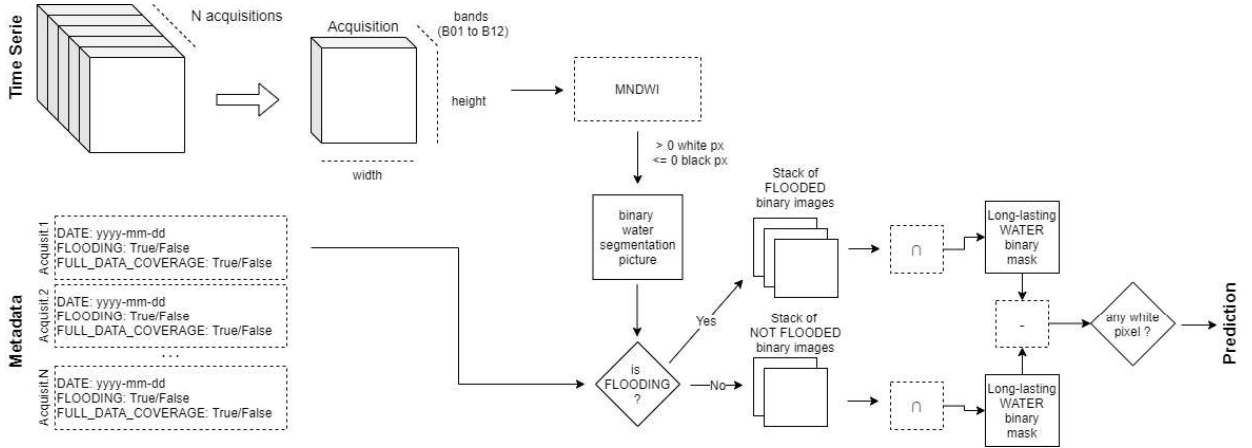 Time Serie
N acquisitions
Acquisition
bands
(B01 to B12)
height
width
MNDWI
> 0 white px
<= 0 black px
binary
water
segmentation
picture
Metadata
Acquisit.1
DATE: yyyy-mm-dd
FLOODING: True/False
FULL_DATA_COVERAGE: True/False
Acquisit.2
DATE: yyyy-mm-dd
FLOODING: True/False
FULL_DATA_COVERAGE: True/False
...
Acquisit.N
DATE: yyyy-mm-dd
FLOODING: True/False
FULL_DATA_COVERAGE: True/False
is
FLOODING
?
Yes
No
Stack of
FLOODED
binary images
∩
Long-lasting
WATER
binary
mask
Stack of
NOT FLOODED
binary images
∩
Long-lasting
WATER
binary
mask
-
any white
pixel ?
Prediction